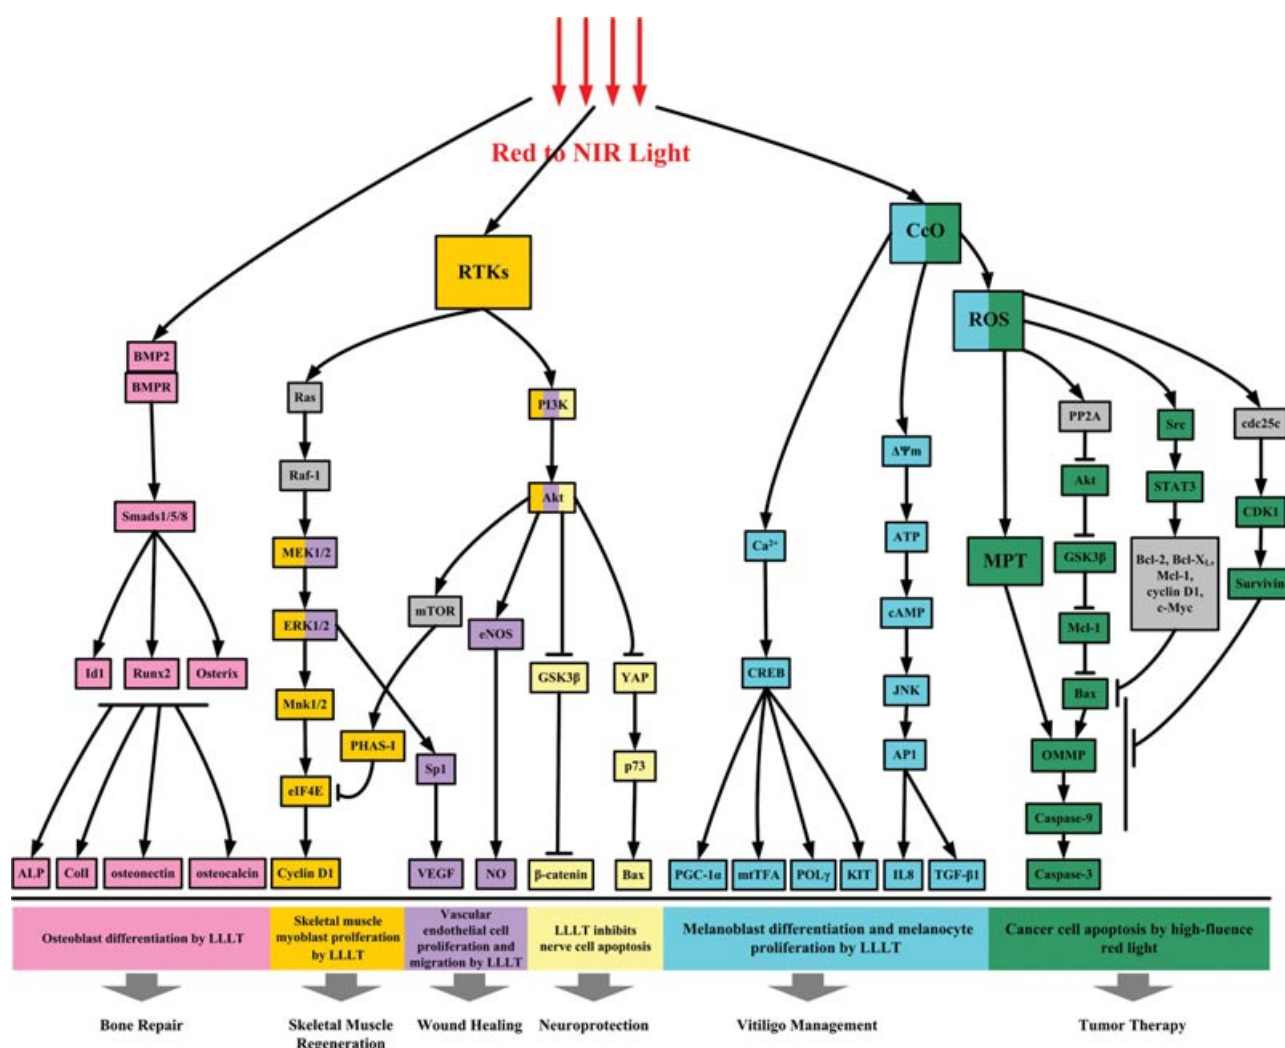 Red to NIR Light
CcO
RTKs
ROS
BMP2
BMPR
Ras
PI3K
PP2A
Src
cdc25c
ΔΨm
Raf-1
Akt
Akt
STAT3
Smads1/5/8
CDK1
MEK1/2
Ca²⁺
ATP
MPT
GSK3β
Bcl-2, Bcl-XL,
Mcl-1,
cyclin D1,
c-Myc
Survivin
mTOR
ERK1/2
eNOS
cAMP
Mcl-1
Id1
Runx2
Osterix
GSK3β
YAP
CREB
JNK
Bax
Mnk1/2
PHAS-I
Sp1
p73
AP1
OMMP
eIF4E
Caspase-9
ALP
ColI
osteonectin
osteocalcin
Cyclin D1
VEGF
NO
β-catenin
Bax
PGC-1α
mtTFA
POLγ
KIT
IL8
TGF-β1
Caspase-3
Osteoblast differentiation by LLLT
Skeletal muscle
myoblast prolferation
by LLLT
Vascular
endothelial cell
proliferation and
migration by LLLT
LLLT inhibits
nerve cell apoptosis
Melanoblast differentiation and melanocyte
proliferation by LLLT
Cancer cell apoptosis by high-fluence
red light
Bone Repair
Skeletal Muscle
Regeneration
Wound Healing
Neuroprotection
Vitiligo Management
Tumor Therapy